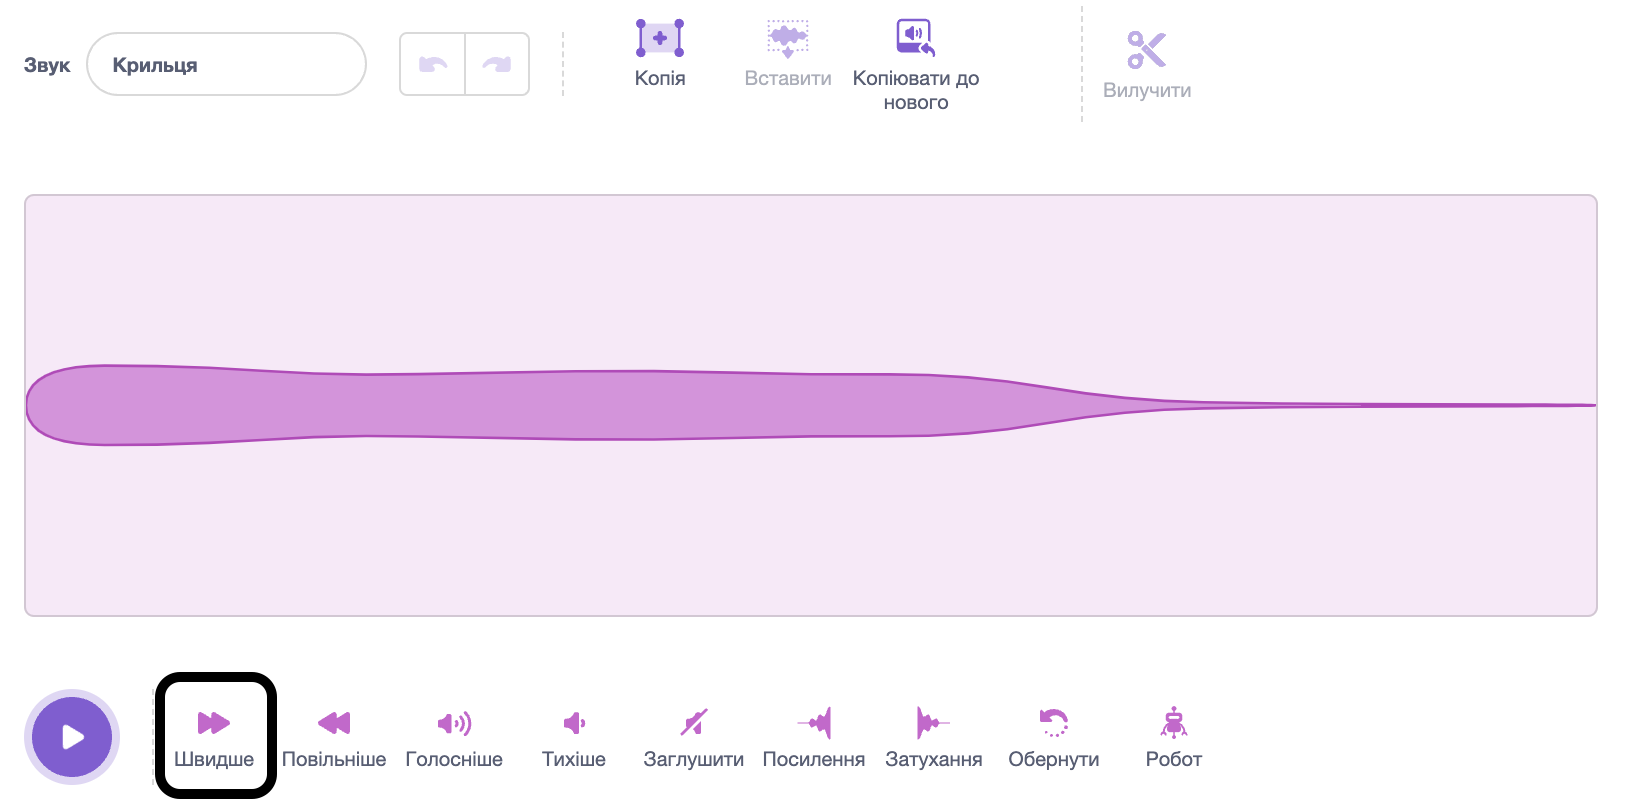 Звук
Крильця
Копія
Вставити
Копіювати до
нового
Вилучити
Швидше
Повільніше
Голосніше
Тихіше
Заглушити
Посилення
Затухання
Обернути
Робот